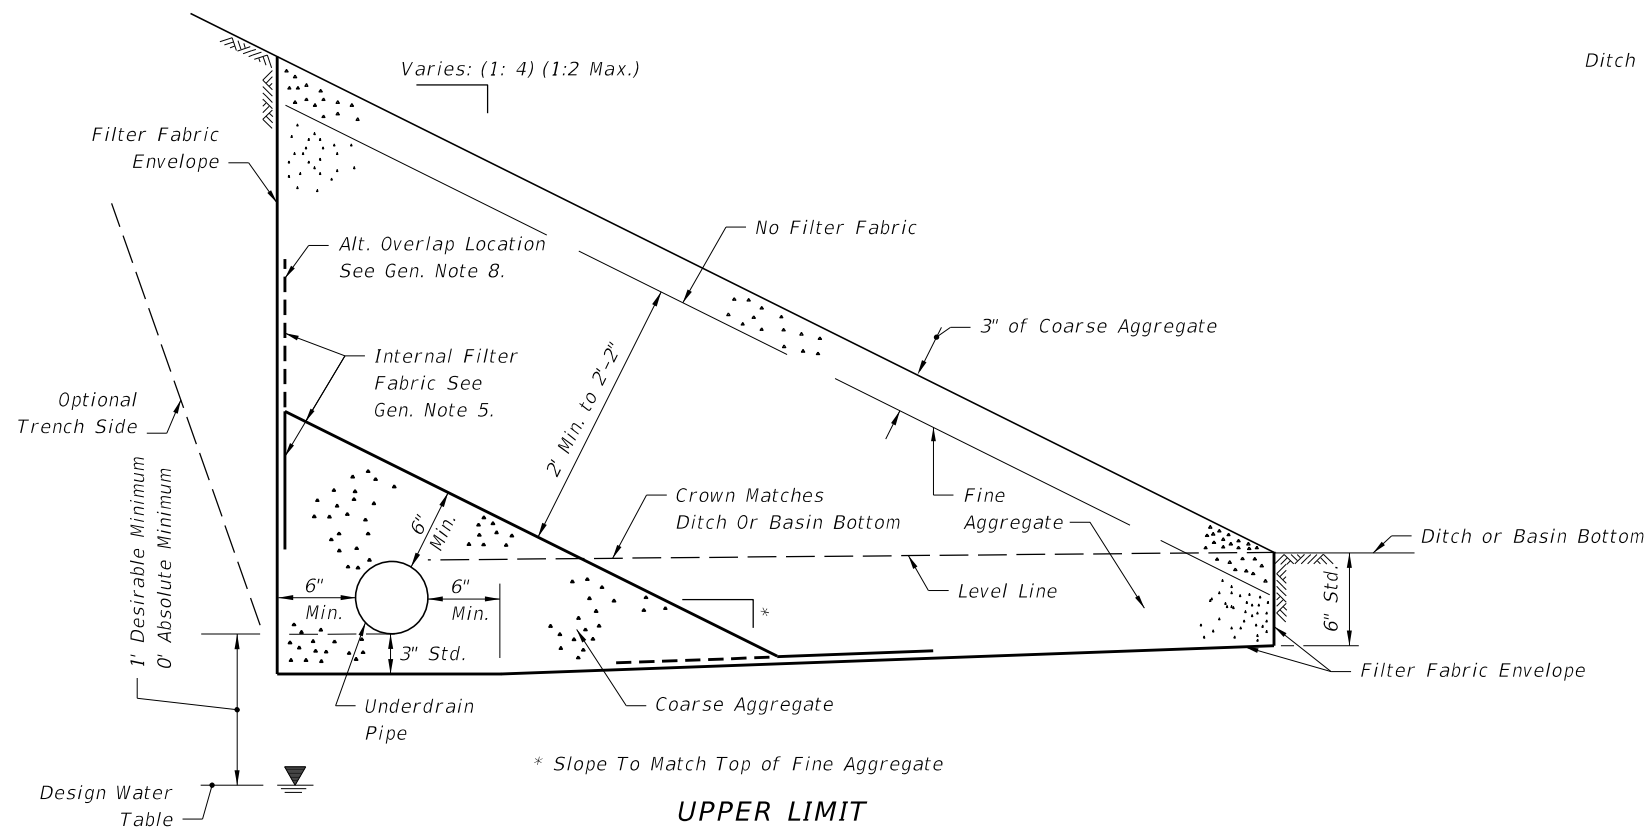 Ditch
Varies: (1: 4) (1:2 Max.)
Filter Fabric
Envelope
No Filter Fabric
Alt. Overlap Location
See Gen. Note 8.
3" of Coarse Aggregate
Internal Filter
Fabric See
Gen. Note 5.
2' Min. to 2'-2"
Optional
Trench Side
1' Desirable Minimum
0' Absolute Minimum
6"
Min.
Crown Matches
Ditch Or Basin Bottom
Fine
Aggregate
Ditch or Basin Bottom
6"
Min.
6"
Min.
Level Line
*
6" Std.
3" Std.
Filter Fabric Envelope
Underdrain
Pipe
Coarse Aggregate
* Slope To Match Top of Fine Aggregate
Design Water
Table
UPPER LIMIT